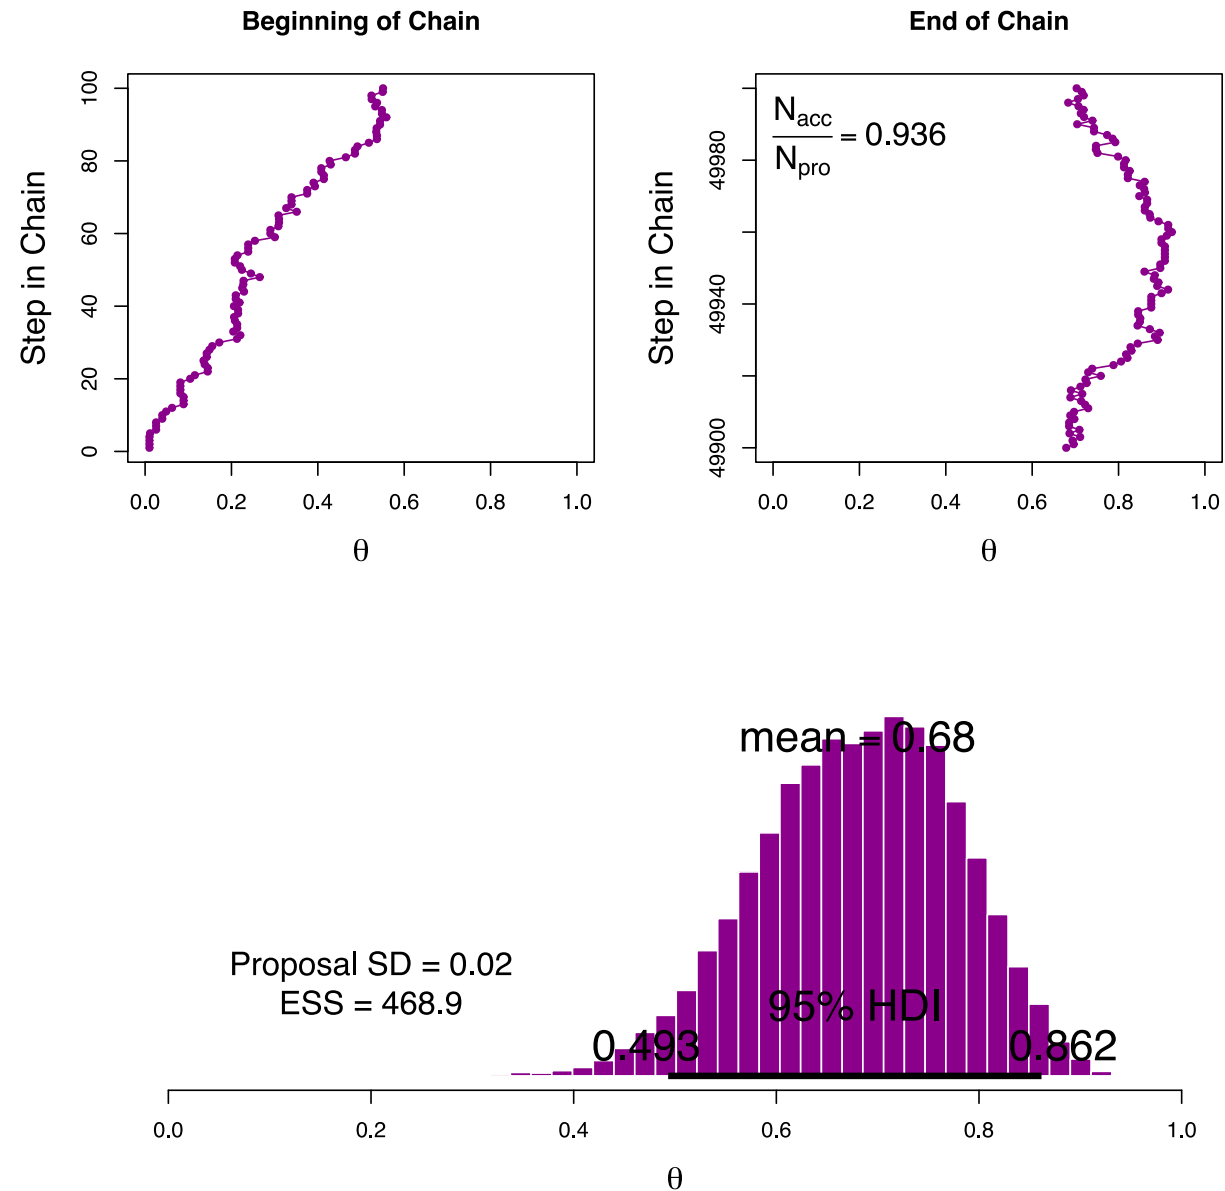 Beginning of Chain
Step in Chain
100
80
60
40
20
0
0.0 0.2 0.4 0.6 0.8 1.0
θ
End of Chain
Step in Chain
49980
49940
49900
N_acc
N_pro
= 0.936
0.0 0.2 0.4 0.6 0.8 1.0
θ
mean = 0.68
Proposal SD = 0.02
ESS = 468.9
95% HDI
0.493 0.862
0.0 0.2 0.4 0.6 0.8 1.0
θ